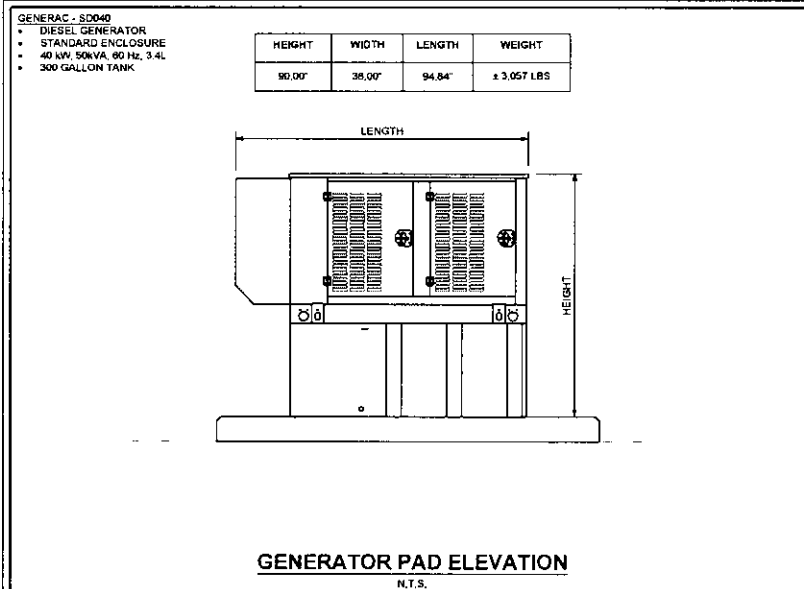 GENERAC - SD040
• DIESEL GENERATOR
• STANDARD ENCLOSURE
• 40 kW, 50kVA, 60 Hz, 3.4L
• 300 GALLON TANK
HEIGHT WIDTH LENGTH WEIGHT
90.00" 38.00" 94.84" ± 3,057 LBS
LENGTH
HEIGHT
GENERATOR PAD ELEVATION
N.T.S.